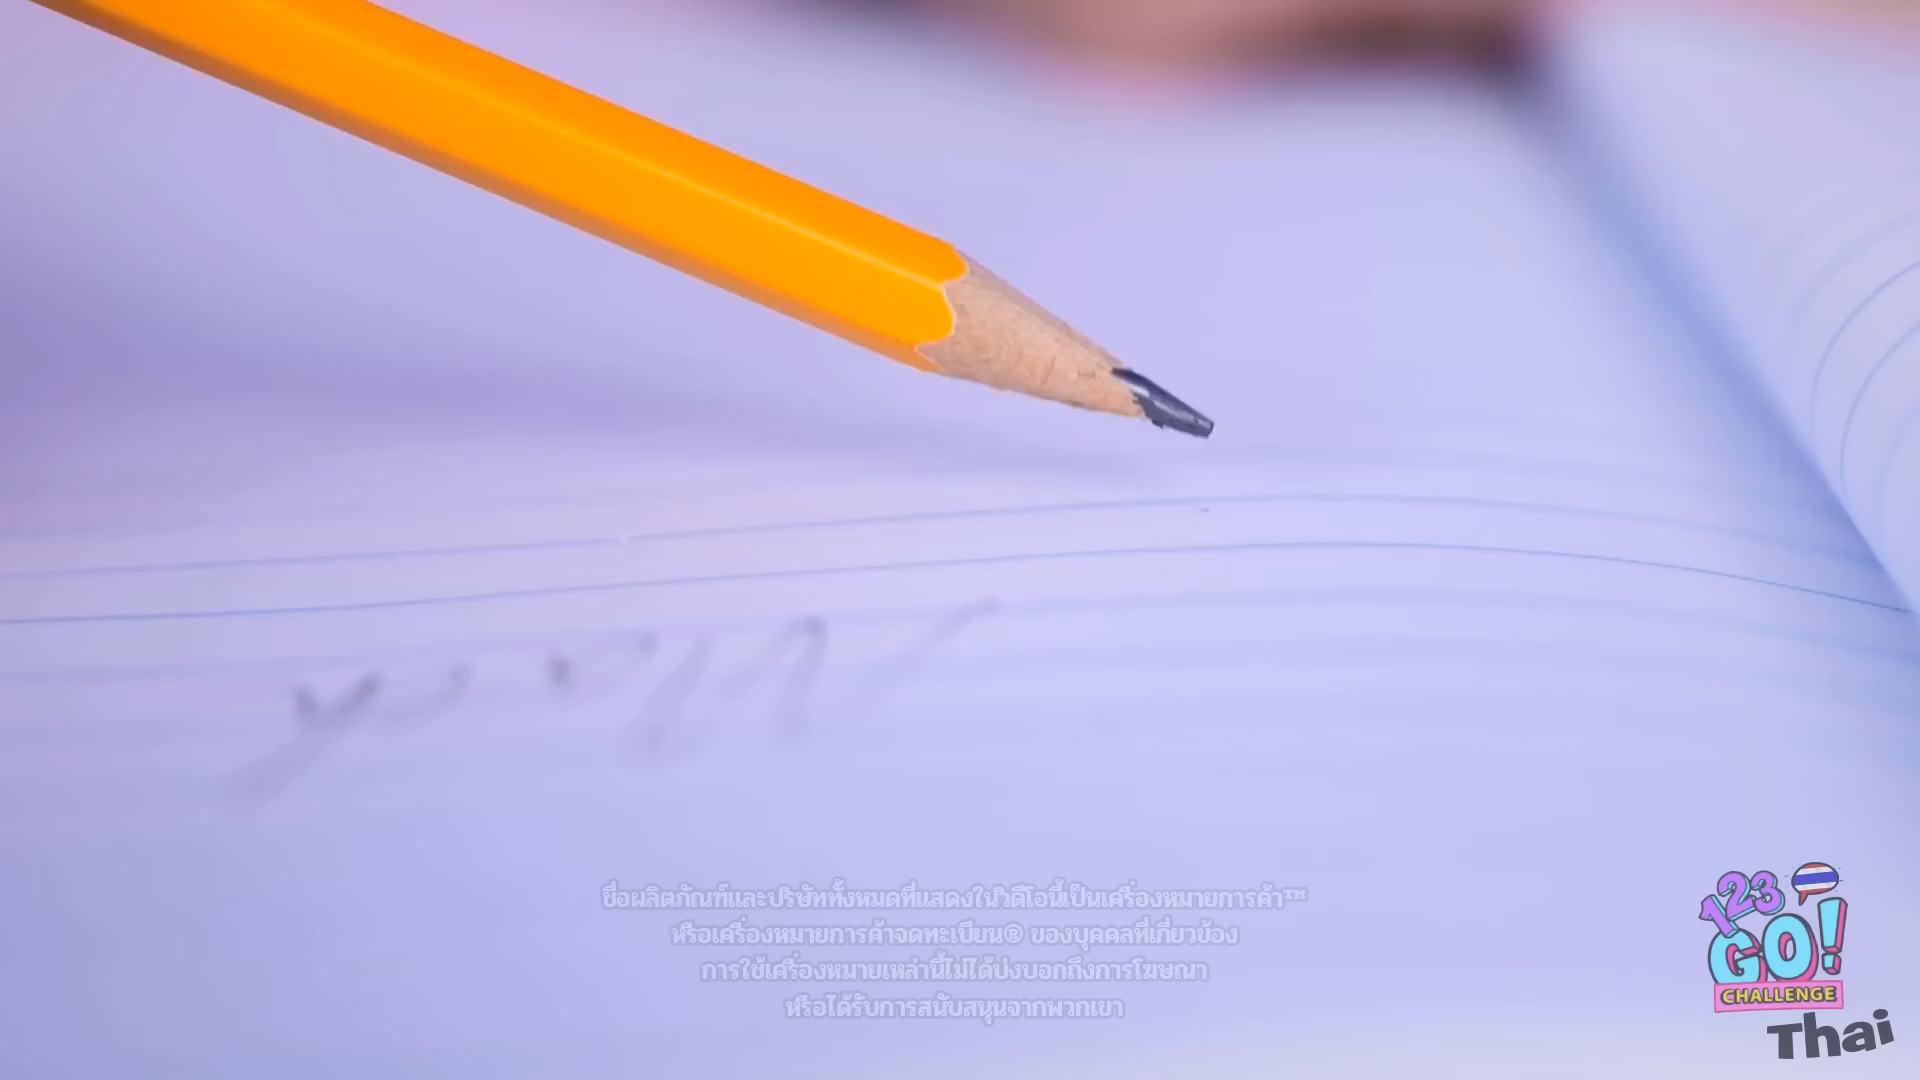 ชื่อผลิตภัณฑ์และบริษัททั้งหมดที่แสดงในวิดีโอนี้เป็นเครื่องหมายการค้า™
หรือเครื่องหมายการค้าจดทะเบียน® ของบุคคลที่เกี่ยวข้อง
การใช้เครื่องหมายเหล่านี้ไม่ได้บ่งบอกถึงการโฆษณา
หรือได้รับการสนับสนุนจากพวกเขา
123
GO!
CHALLENGE
Thai